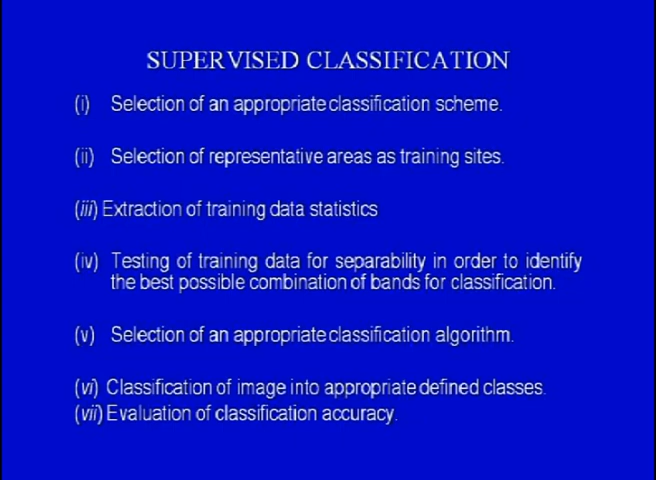 SUPERVISED CLASSIFICATION
(i) Selection of an appropriate classification scheme.
(ii) Selection of representative areas as training sites.
(iii) Extraction of training data statistics
(iv) Testing of training data for separability in order to identify
the best possible combination of bands for classification.
(v) Selection of an appropriate classification algorithm.
(vi) Classification of image into appropriate defined classes.
(vii) Evaluation of classification accuracy.